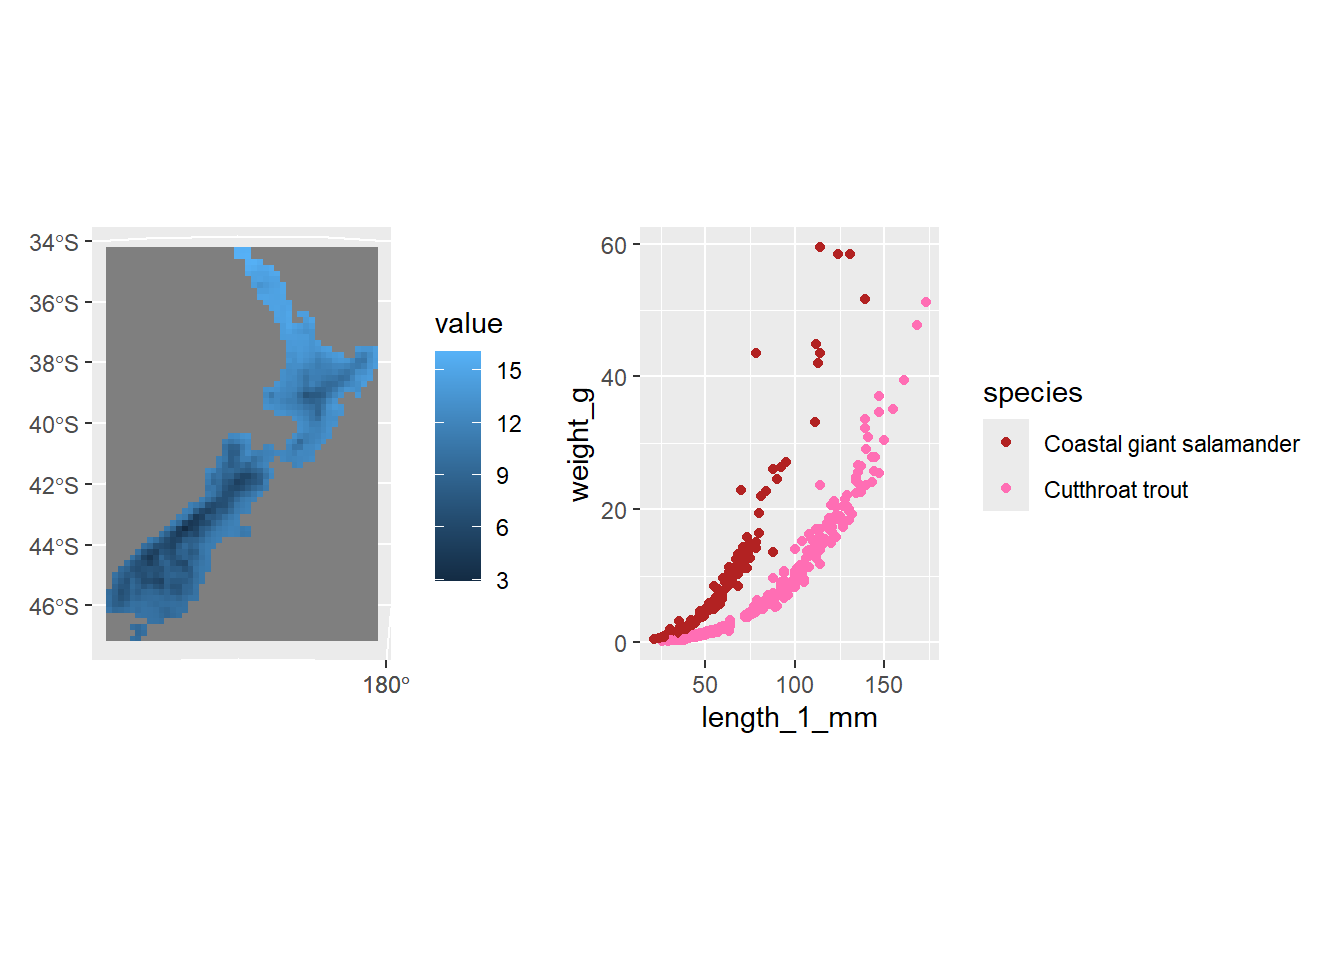 34°S
36°S
38°S
40°S
42°S
44°S
46°S
180°
value
15
12
9
6
3
weight_g
60
40
20
0
50 100 150
length_1_mm
species
Coastal giant salamander
Cutthroat trout